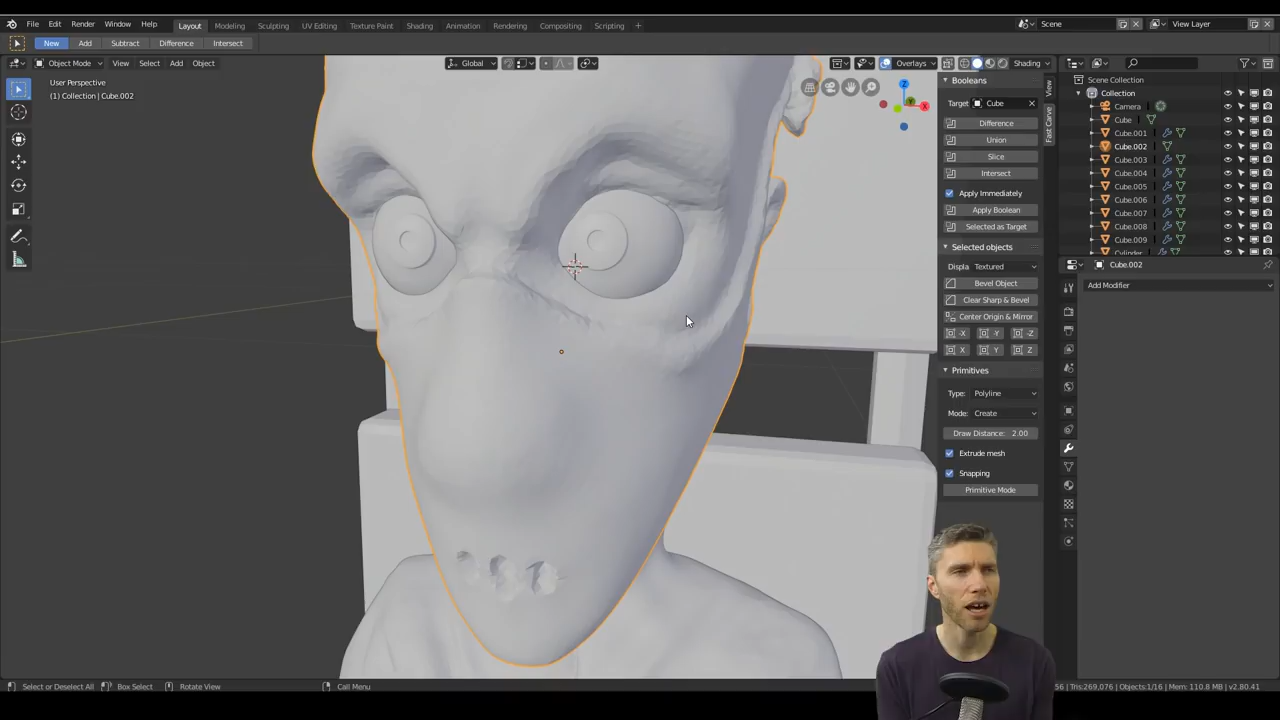 File Edit Render Window Help Layout Modeling Sculpting UV Editing Texture Paint Shading Animation Rendering Compositing Scripting + Scene View Layer
New Add Subtract Difference Intersect
Object Mode View Select Add Object Global Overlays Shading
User Perspective
(1) Collection | Cube.002
Booleans
Target Cube
Difference
Union
Slice
Intersect
Apply Immediately
Apply Boolean
Selected as Target
Selected objects
Displa Textured
Bevel Object
Clear Sharp & Bevel
Center Origin & Mirror
-X -Y -Z
X Y Z
Primitives
Type: Polyline
Mode: Create
Draw Distance: 2.00
Extrude mesh
Snapping
Primitive Mode
View
Fast Carve
Z
X
Y
Scene Collection
Collection
Camera
Cube
Cube.001
Cube.002
Cube.003
Cube.004
Cube.005
Cube.006
Cube.007
Cube.008
Cube.009
Cube.002
Add Modifier
Select or Deselect All Box Select Rotate View Call Menu
56 | Tris:269,076 | Objects:1/16 | Mem: 110.8 MB | v2.80.41